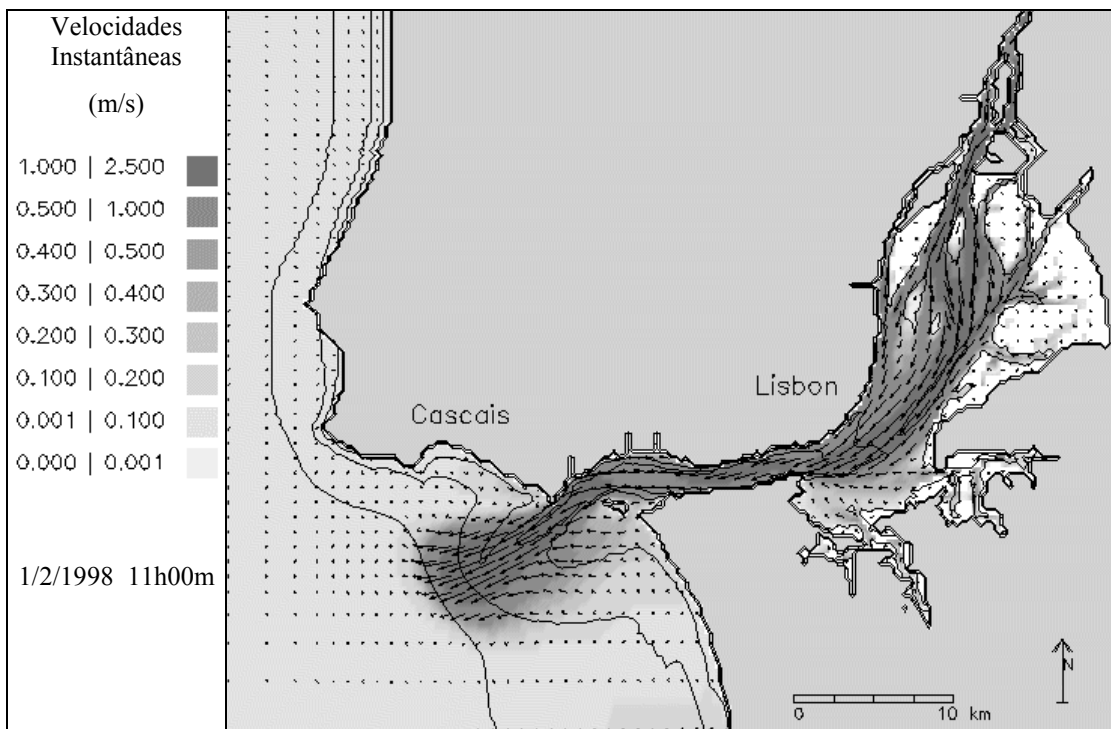 Velocidades
Instantâneas
(m/s)
1.000 | 2.500
0.500 | 1.000
0.400 | 0.500
0.300 | 0.400
0.200 | 0.300
0.100 | 0.200
0.001 | 0.100
0.000 | 0.001
1/2/1998 11h00m
Lisbon
Cascais
N
0 10 km